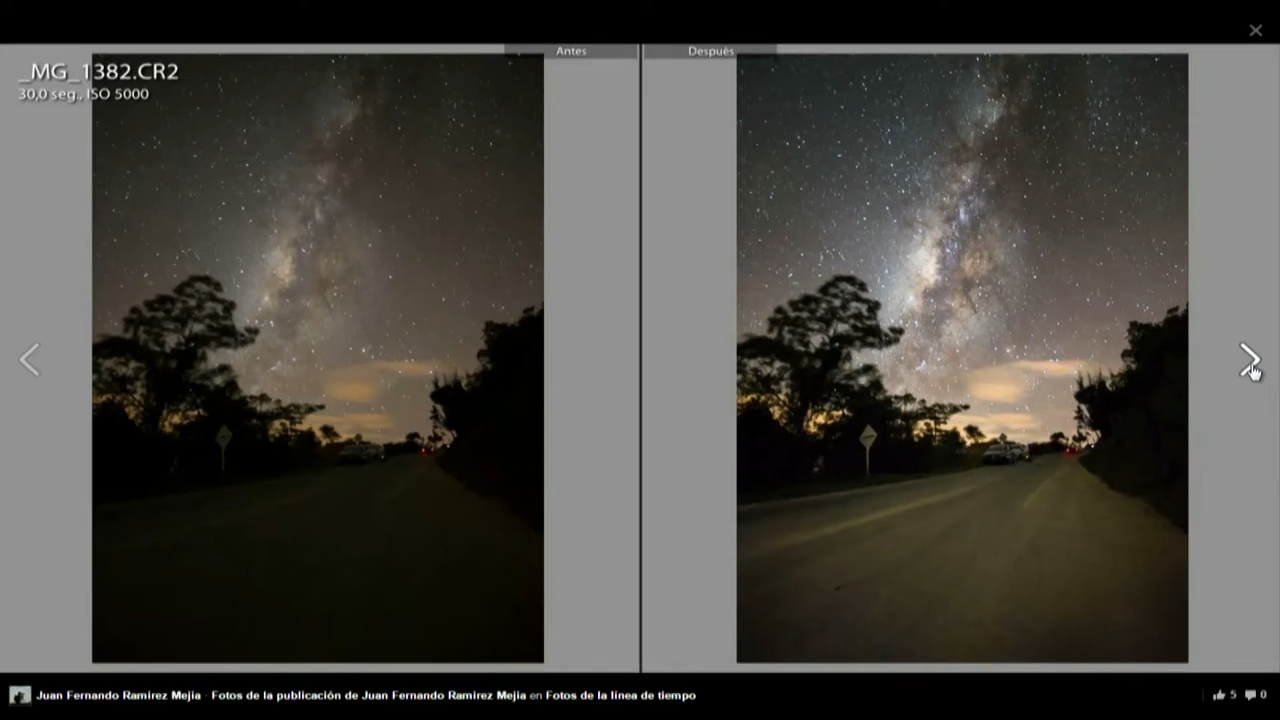 Antes
Después
_MG_1382.CR2
30,0 seg., ISO 5000
Juan Fernando Ramirez Mejia · Fotos de la publicación de Juan Fernando Ramirez Mejia en Fotos de la línea de tiempo
5 0